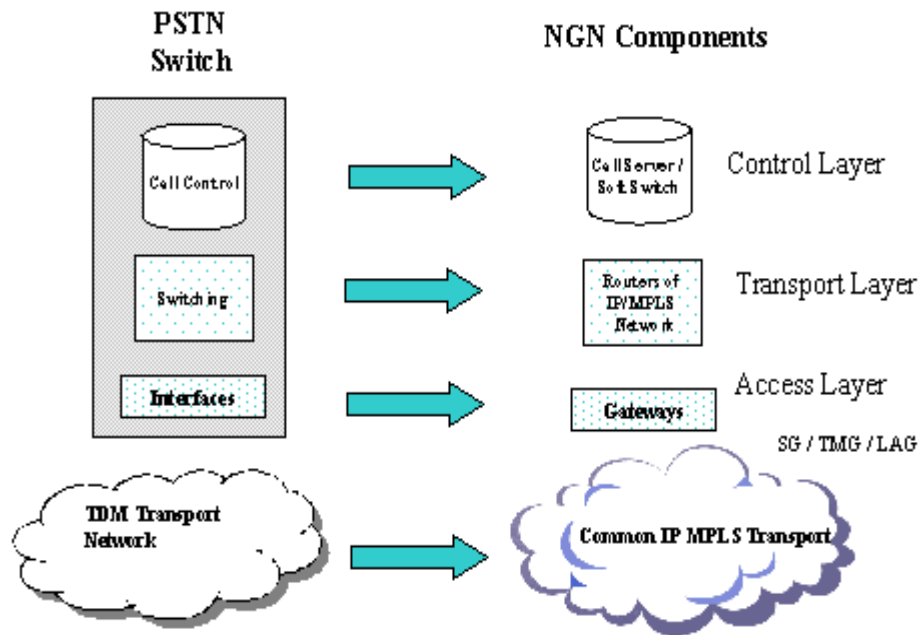 PSTN
Switch
NGN Components
Call Control
Call Server /
Soft Switch
Control Layer
Switching
Routers of
IP/MPLS
Network
Transport Layer
Interfaces
Gateways
Access Layer
SG / TMG / LAG
TDM Transport
Network
Common IP MPLS Transport